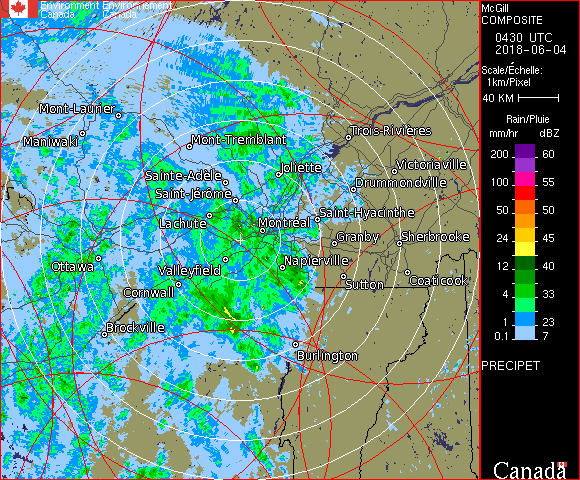 Environment Environnement
Canada Canada
McGill
COMPOSITE
0430 UTC
2018-06-04
Scale/Échelle:
1km/Pixel
40 KM
Rain/Pluie
mm/hr dBZ
200 60
100 55
50 50
24 45
12 40
4 33
1 23
0.1 7
PRECIPET
Canada
Mont-Laurier
Maniwaki
Mont-Tremblant
Trois-Rivières
Sainte-Adèle
Joliette
Victoriaville
Saint-Jérôme
Drummondville
Lachute
Montréal
Saint-Hyacinthe
Granby
Sherbrooke
Ottawa
Valleyfield
Napierville
Cornwall
Sutton
Coaticook
Brockville
Burlington